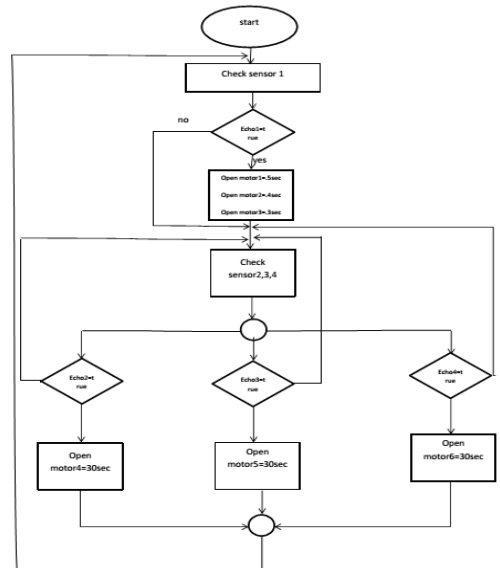 start
Check sensor 1
no
Echo1=t
rue
yes
Open motor1=.5sec
Open motor2=.4sec
Open motor3=.3sec
Check
sensor2,3,4
Echo2=t
rue
Echo3=t
rue
Echo4=t
rue
Open
motor4=30sec
Open
motor5=30sec
Open
motor6=30sec